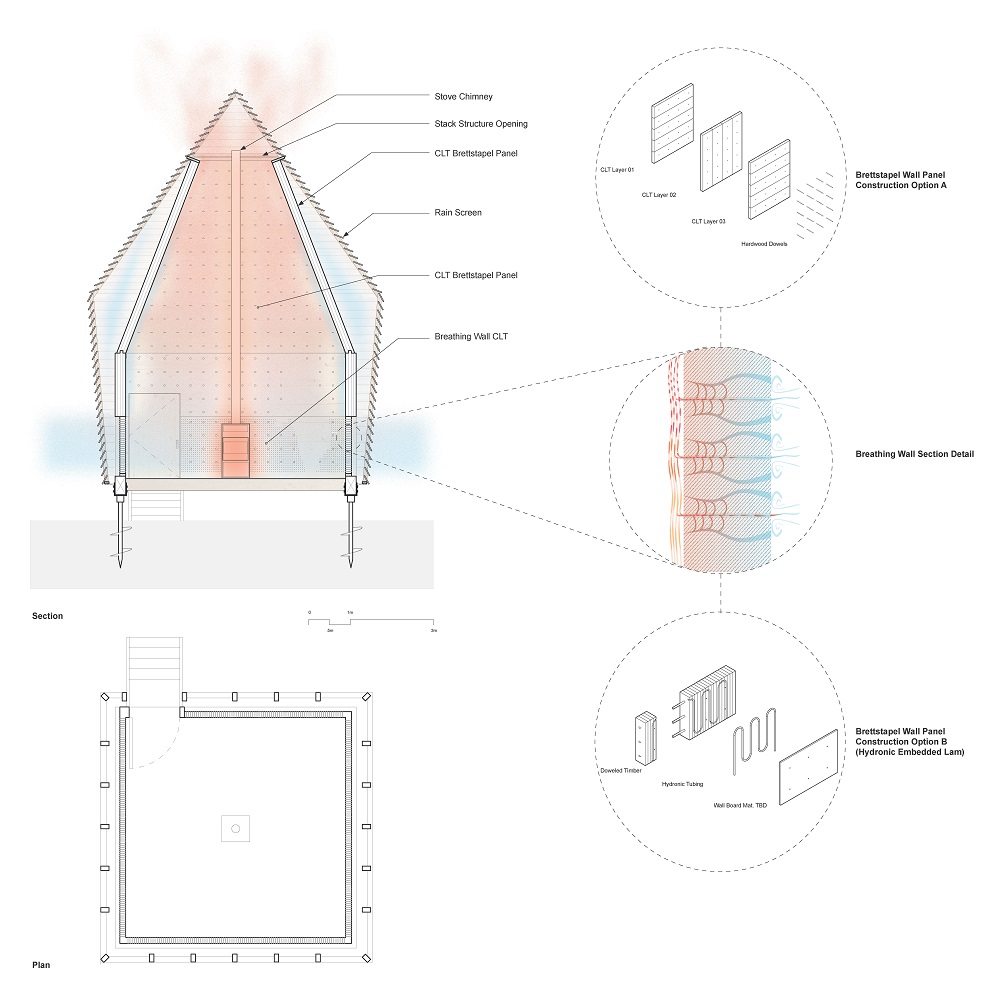 Stove Chimney
Stack Structure Opening
CLT Brettstapel Panel
Rain Screen
CLT Brettstapel Panel
Breathing Wall CLT
CLT Layer 01
CLT Layer 02
CLT Layer 03
Hardwood Dowels
Brettstapel Wall Panel
Construction Option A
Breathing Wall Section Detail
Section
0
1m
.5m
3m
Doweled Timber
Hydronic Tubing
Wall Board Mat. TBD
Brettstapel Wall Panel
Construction Option B
(Hydronic Embedded Lam)
Plan